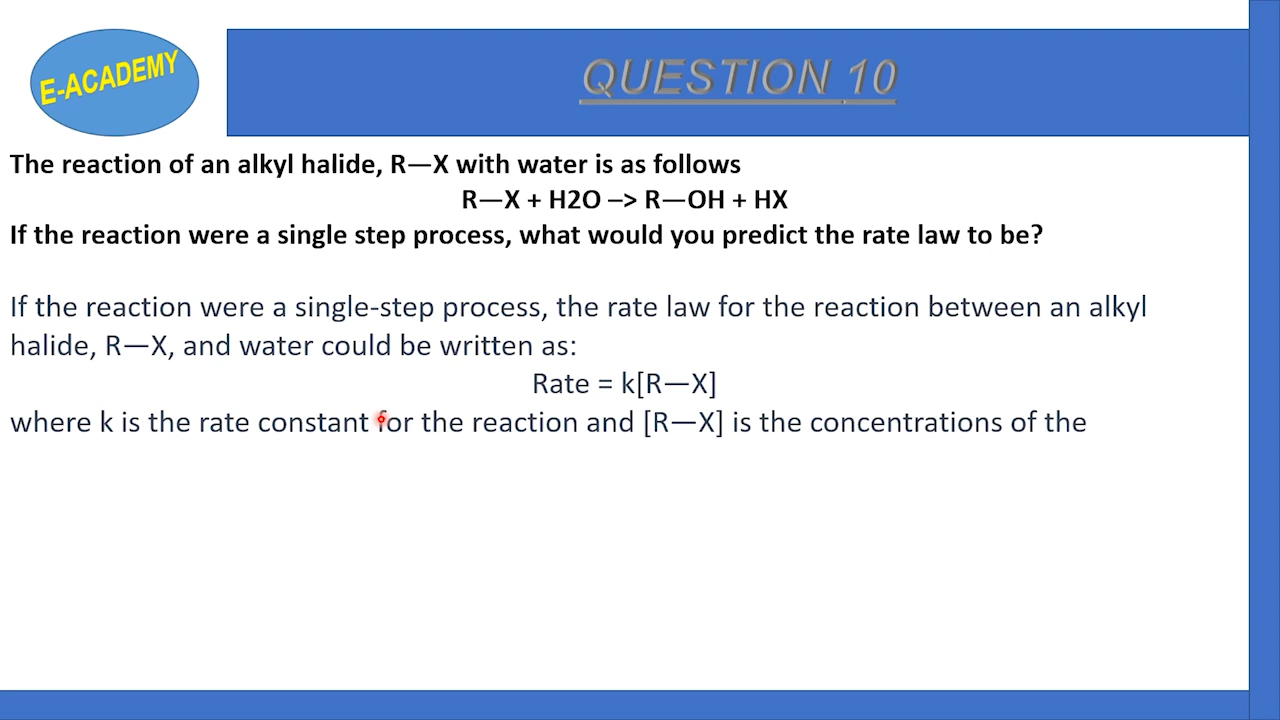 E-ACADEMY
QUESTION 10
The reaction of an alkyl halide, R—X with water is as follows
R—X + H2O –> R—OH + HX
If the reaction were a single step process, what would you predict the rate law to be?
If the reaction were a single-step process, the rate law for the reaction between an alkyl
halide, R—X, and water could be written as:
Rate = k[R—X]
where k is the rate constant for the reaction and [R—X] is the concentrations of the